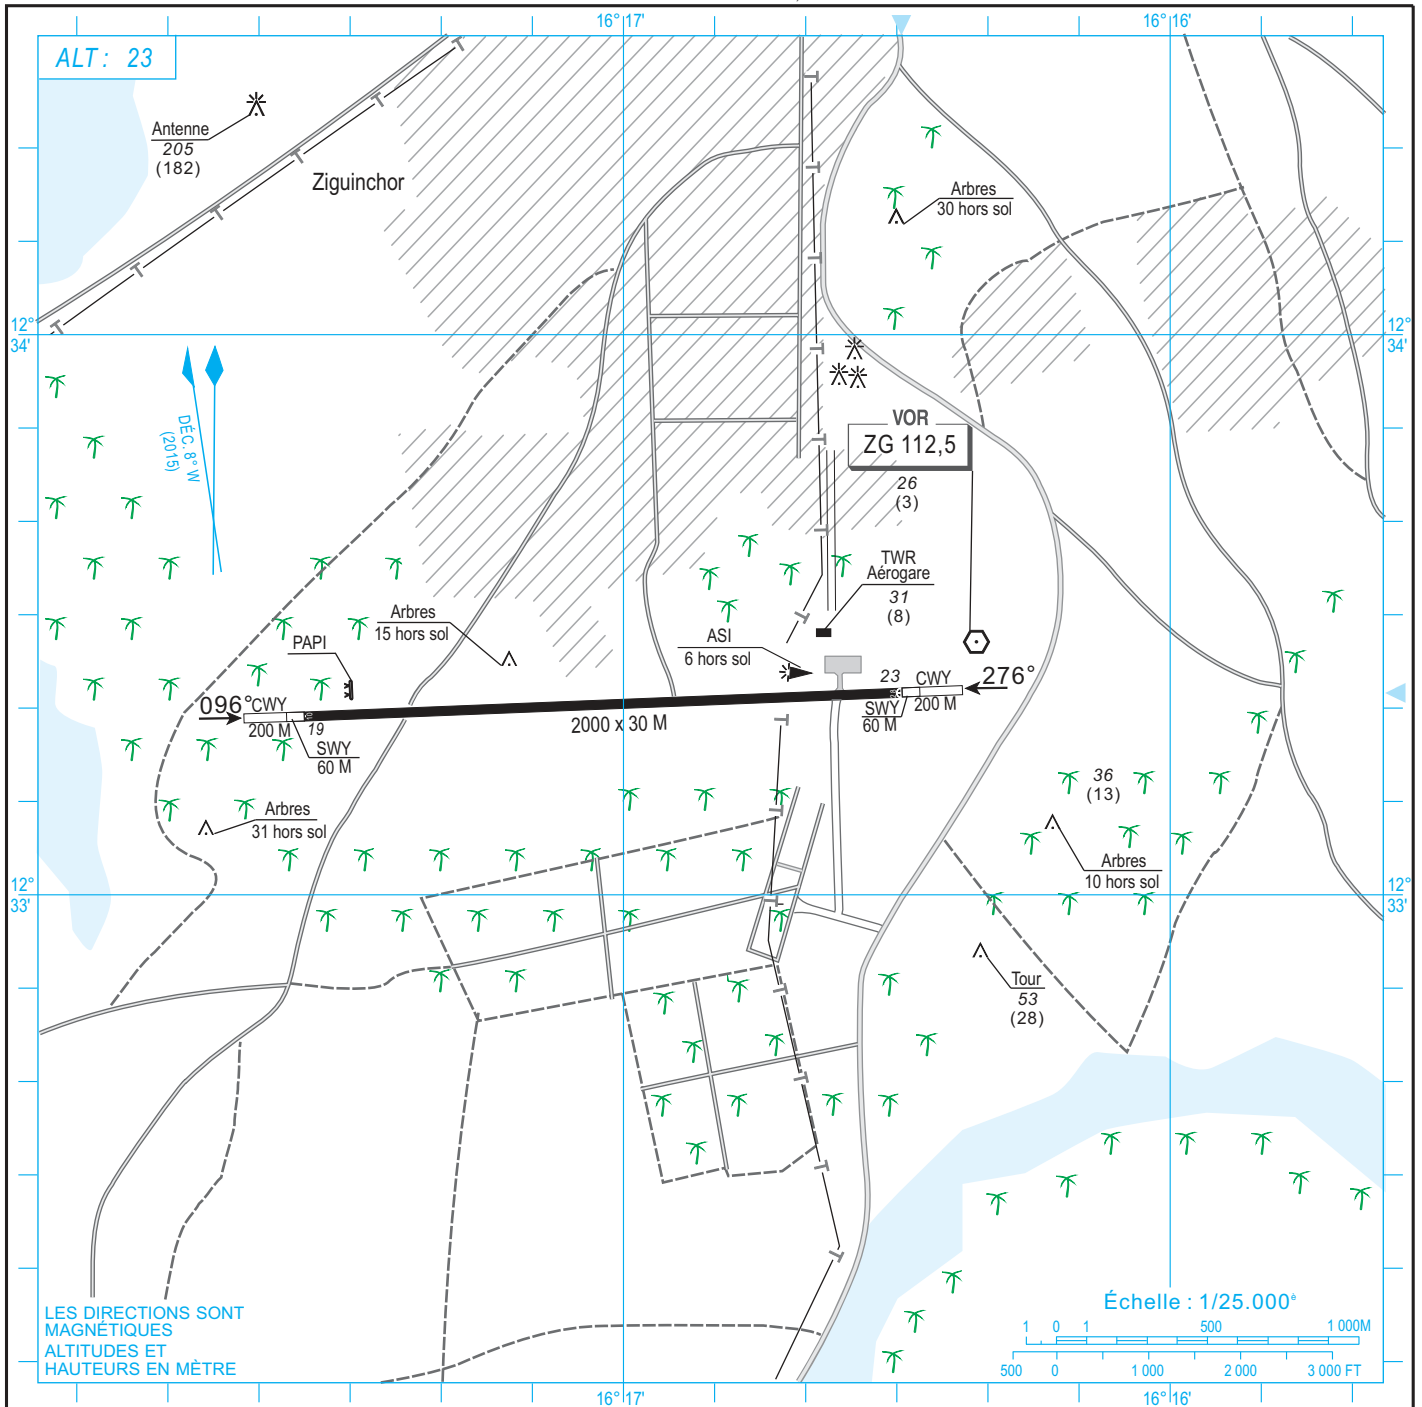 16° 17'
16° 16'
ALT : 23
Antenne
205
(182)
Ziguinchor
Arbres
30 hors sol
12°
34'
12°
34'
DÉC. 8° W
(2015)
VOR
ZG 112,5
26
(3)
TWR
Aérogare
31
(8)
Arbres
15 hors sol
PAPI
ASI
6 hors sol
096°
CWY
200 M
19
SWY
60 M
2000 x 30 M
23
CWY
200 M
276°
SWY
60 M
Arbres
31 hors sol
36
(13)
Arbres
10 hors sol
12°
33'
12°
33'
Tour
53
(28)
LES DIRECTIONS SONT
MAGNÉTIQUES
ALTITUDES ET
HAUTEURS EN MÈTRE
Échelle : 1/25.000è
1 0 1 500 1 000M
500 0 1 000 2 000 3 000 FT
16° 17'
16° 16'